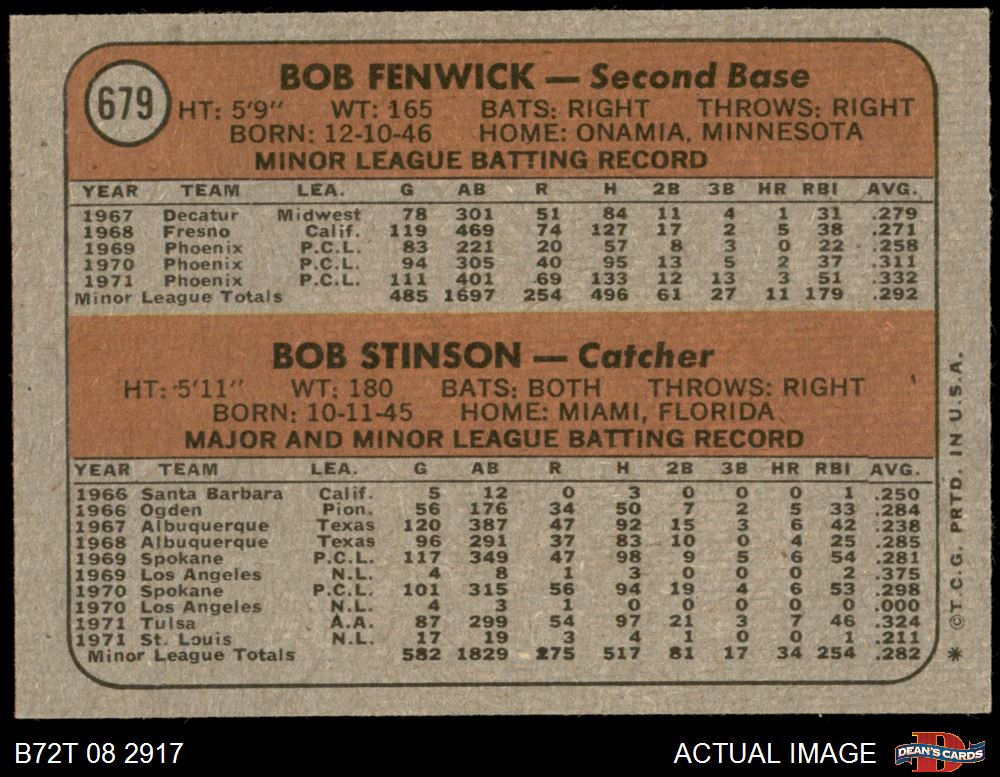 679
BOB FENWICK — Second Base
HT: 5'9" WT: 165 BATS: RIGHT THROWS: RIGHT
BORN: 12-10-46 HOME: ONAMIA, MINNESOTA
MINOR LEAGUE BATTING RECORD
YEAR TEAM LEA. G AB R H 2B 3B HR RBI AVG.
1967 Decatur Midwest 78 301 51 84 11 4 1 31 .279
1968 Fresno Calif. 119 469 74 127 17 2 5 38 .271
1969 Phoenix P.C.L. 83 221 20 57 8 3 0 22 .258
1970 Phoenix P.C.L. 94 305 40 95 13 5 2 37 .311
1971 Phoenix P.C.L. 111 401 69 133 12 13 3 51 .332
Minor League Totals 485 1697 254 496 61 27 11 179 .292
BOB STINSON — Catcher
HT: 5'11" WT: 180 BATS: BOTH THROWS: RIGHT
BORN: 10-11-45 HOME: MIAMI, FLORIDA
MAJOR AND MINOR LEAGUE BATTING RECORD
YEAR TEAM LEA. G AB R H 2B 3B HR RBI AVG.
1966 Santa Barbara Calif. 5 12 0 3 0 0 0 1 .250
1966 Ogden Pion. 56 176 34 50 7 2 5 33 .284
1967 Albuquerque Texas 120 387 47 92 15 3 6 42 .238
1968 Albuquerque Texas 96 291 37 83 10 0 4 25 .285
1969 Spokane P.C.L. 117 349 47 98 9 5 6 54 .281
1969 Los Angeles N.L. 4 8 1 3 0 0 0 2 .375
1970 Spokane P.C.L. 101 315 56 94 19 4 6 53 .298
1970 Los Angeles N.L. 4 3 1 0 0 0 0 0 .000
1971 Tulsa A.A. 87 299 54 97 21 3 7 46 .324
1971 St. Louis N.L. 17 19 3 4 1 0 0 1 .211
Minor League Totals 582 1829 275 517 81 17 34 254 .282
* ©T.C.G. PRTD. IN U.S.A.
B72T 08 2917 ACTUAL IMAGE
D DEAN'S CARDS